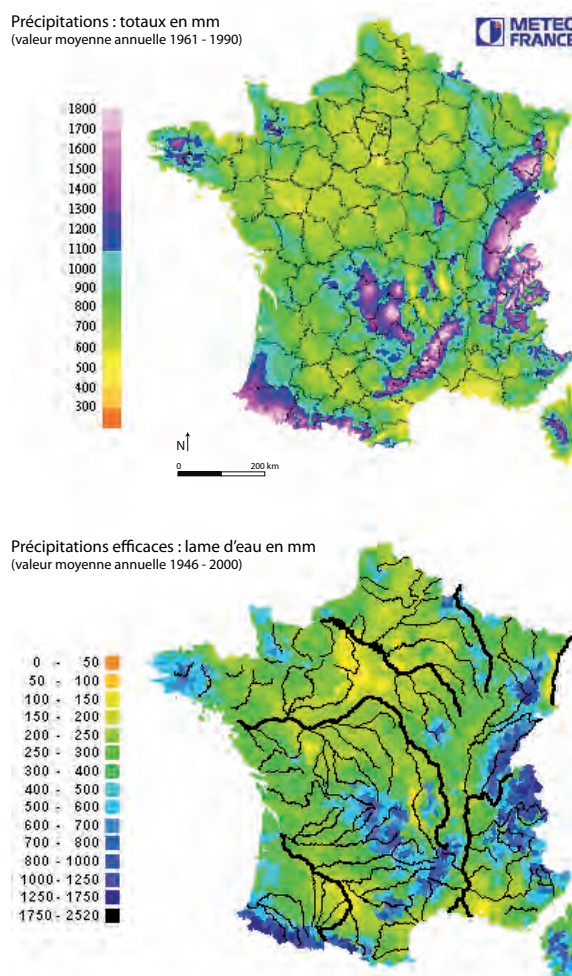 Précipitations : totaux en mm
(valeur moyenne annuelle 1961 - 1990)
METEO
FRANCE
1800
1700
1600
1500
1400
1300
1200
1100
1000
900
800
700
600
500
400
300
N
0 200 km
Précipitations efficaces : lame d'eau en mm
(valeur moyenne annuelle 1946 - 2000)
0 - 50
50 - 100
100 - 150
150 - 200
200 - 250
250 - 300
300 - 400
400 - 500
500 - 600
600 - 700
700 - 800
800 - 1000
1000 - 1250
1250 - 1750
1750 - 2520